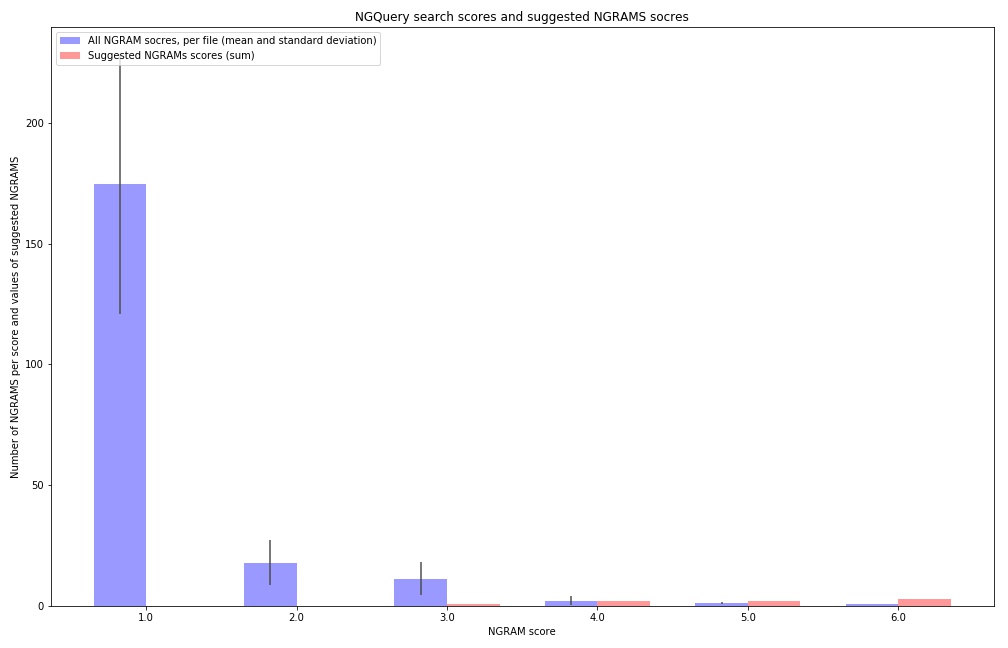 NGQuery search scores and suggested NGRAMS socres
All NGRAM socres, per file (mean and standard deviation)
Suggested NGRAMs scores (sum)
Number of NGRAMS per score and values of suggested NGRAMS
200
150
100
50
0
1.0 2.0 3.0 4.0 5.0 6.0
NGRAM score